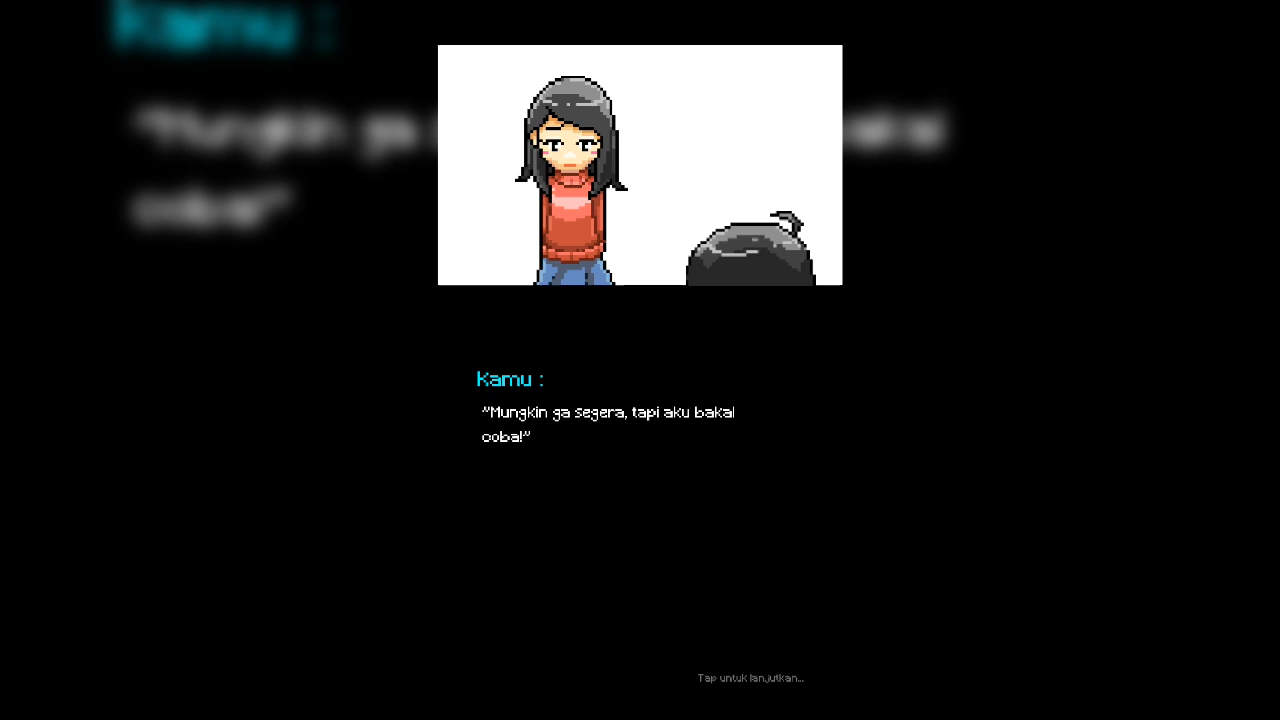 Kamu :
"Mungkin ga segera, tapi aku bakal
coba!"
Tap untuk lanjutkan...